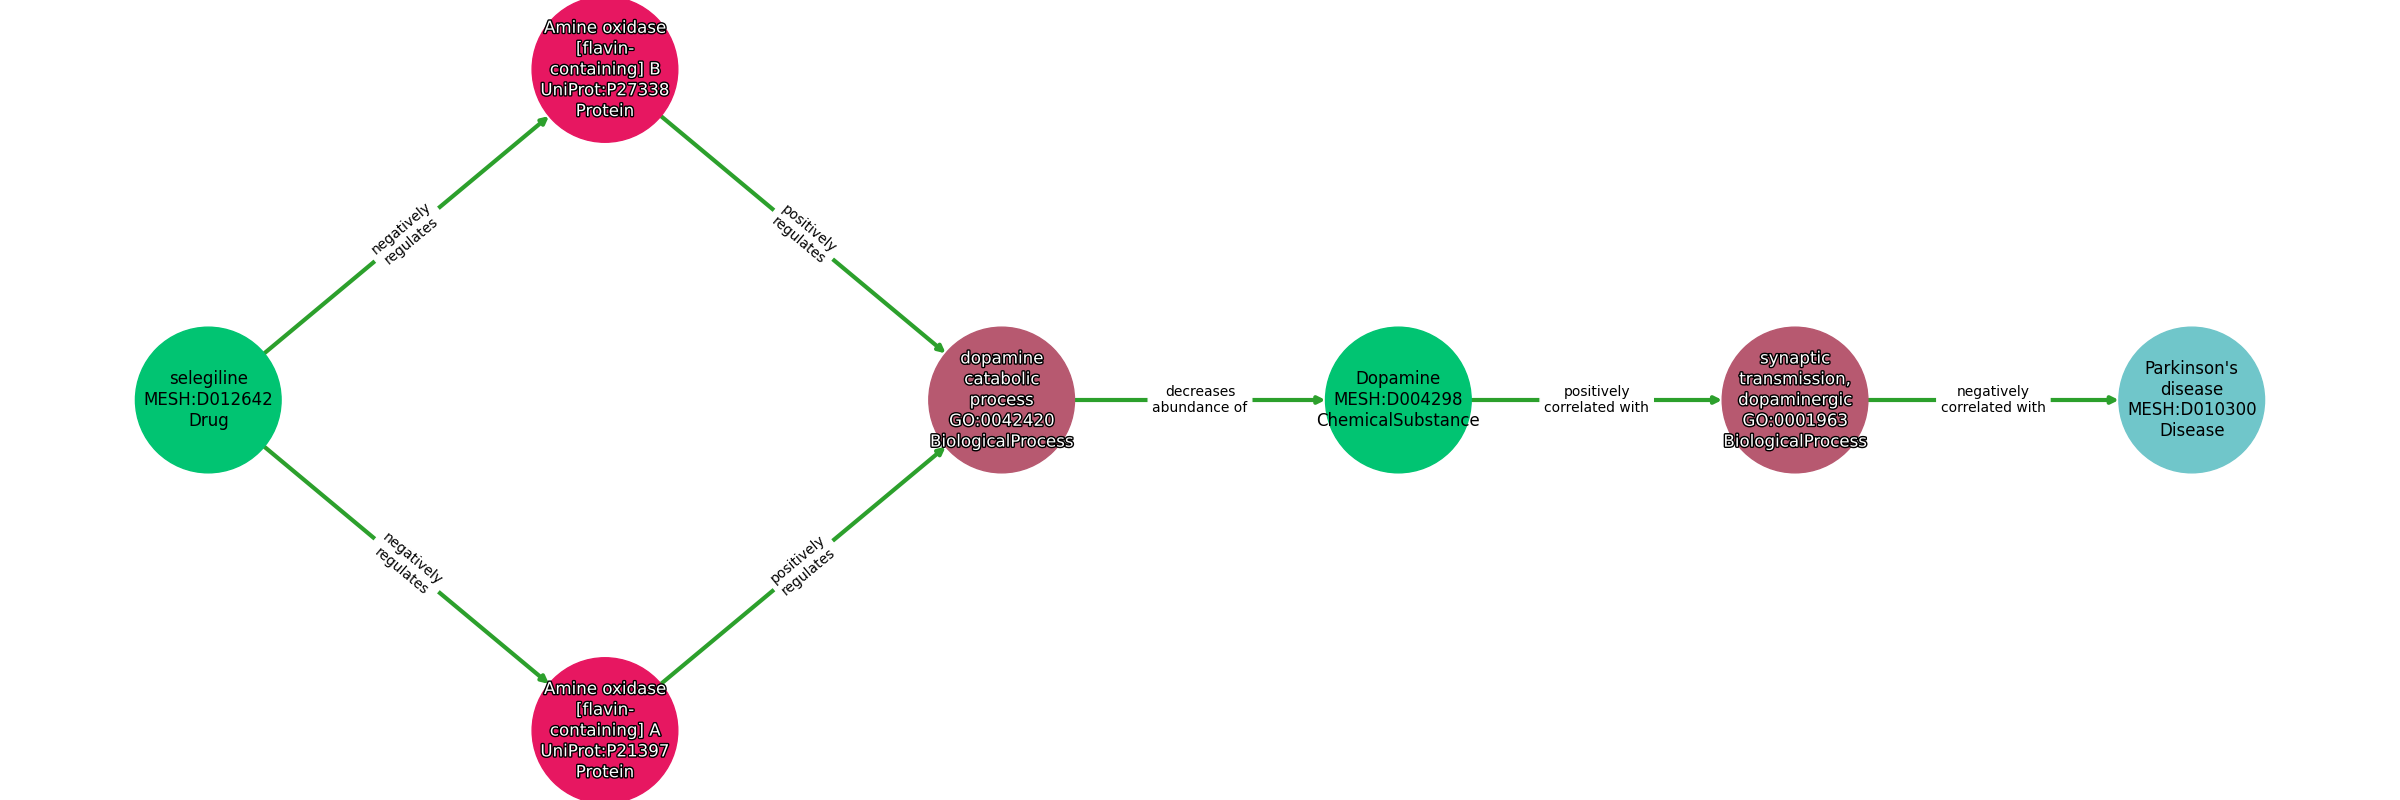 Amine oxidase
[flavin-
containing] B
UniProt:P27338
Protein
negatively
regulates
positively
regulates
selegiline
MESH:D012642
Drug
dopamine
catabolic
process
GO:0042420
BiologicalProcess
decreases
abundance of
Dopamine
MESH:D004298
ChemicalSubstance
positively
correlated with
synaptic
transmission,
dopaminergic
GO:0001963
BiologicalProcess
negatively
correlated with
Parkinson's
disease
MESH:D010300
Disease
negatively
regulates
positively
regulates
Amine oxidase
[flavin-
containing] A
UniProt:P21397
Protein